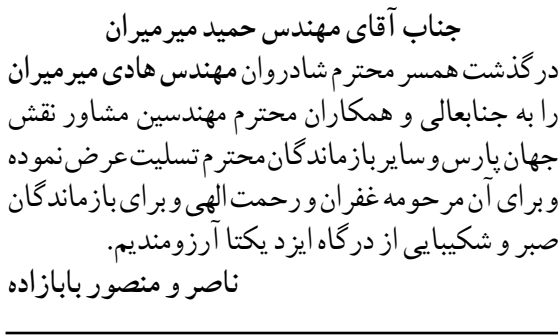 جناب آقای مهندس حمید میرمیران
درگذشت همسر محترم شادروان مهندس هادی میرمیران
را به جنابعالی و همکاران محترم مهندسین مشاور نقش
جهان پارس و سایر بازماندگان محترم تسلیت عرض نموده
و برای آن مرحومه غفران و رحمت الهی و برای بازماندگان
صبر و شکیبایی از درگاه ایزد یکتا آرزومندیم.
ناصر و منصور بابازاده